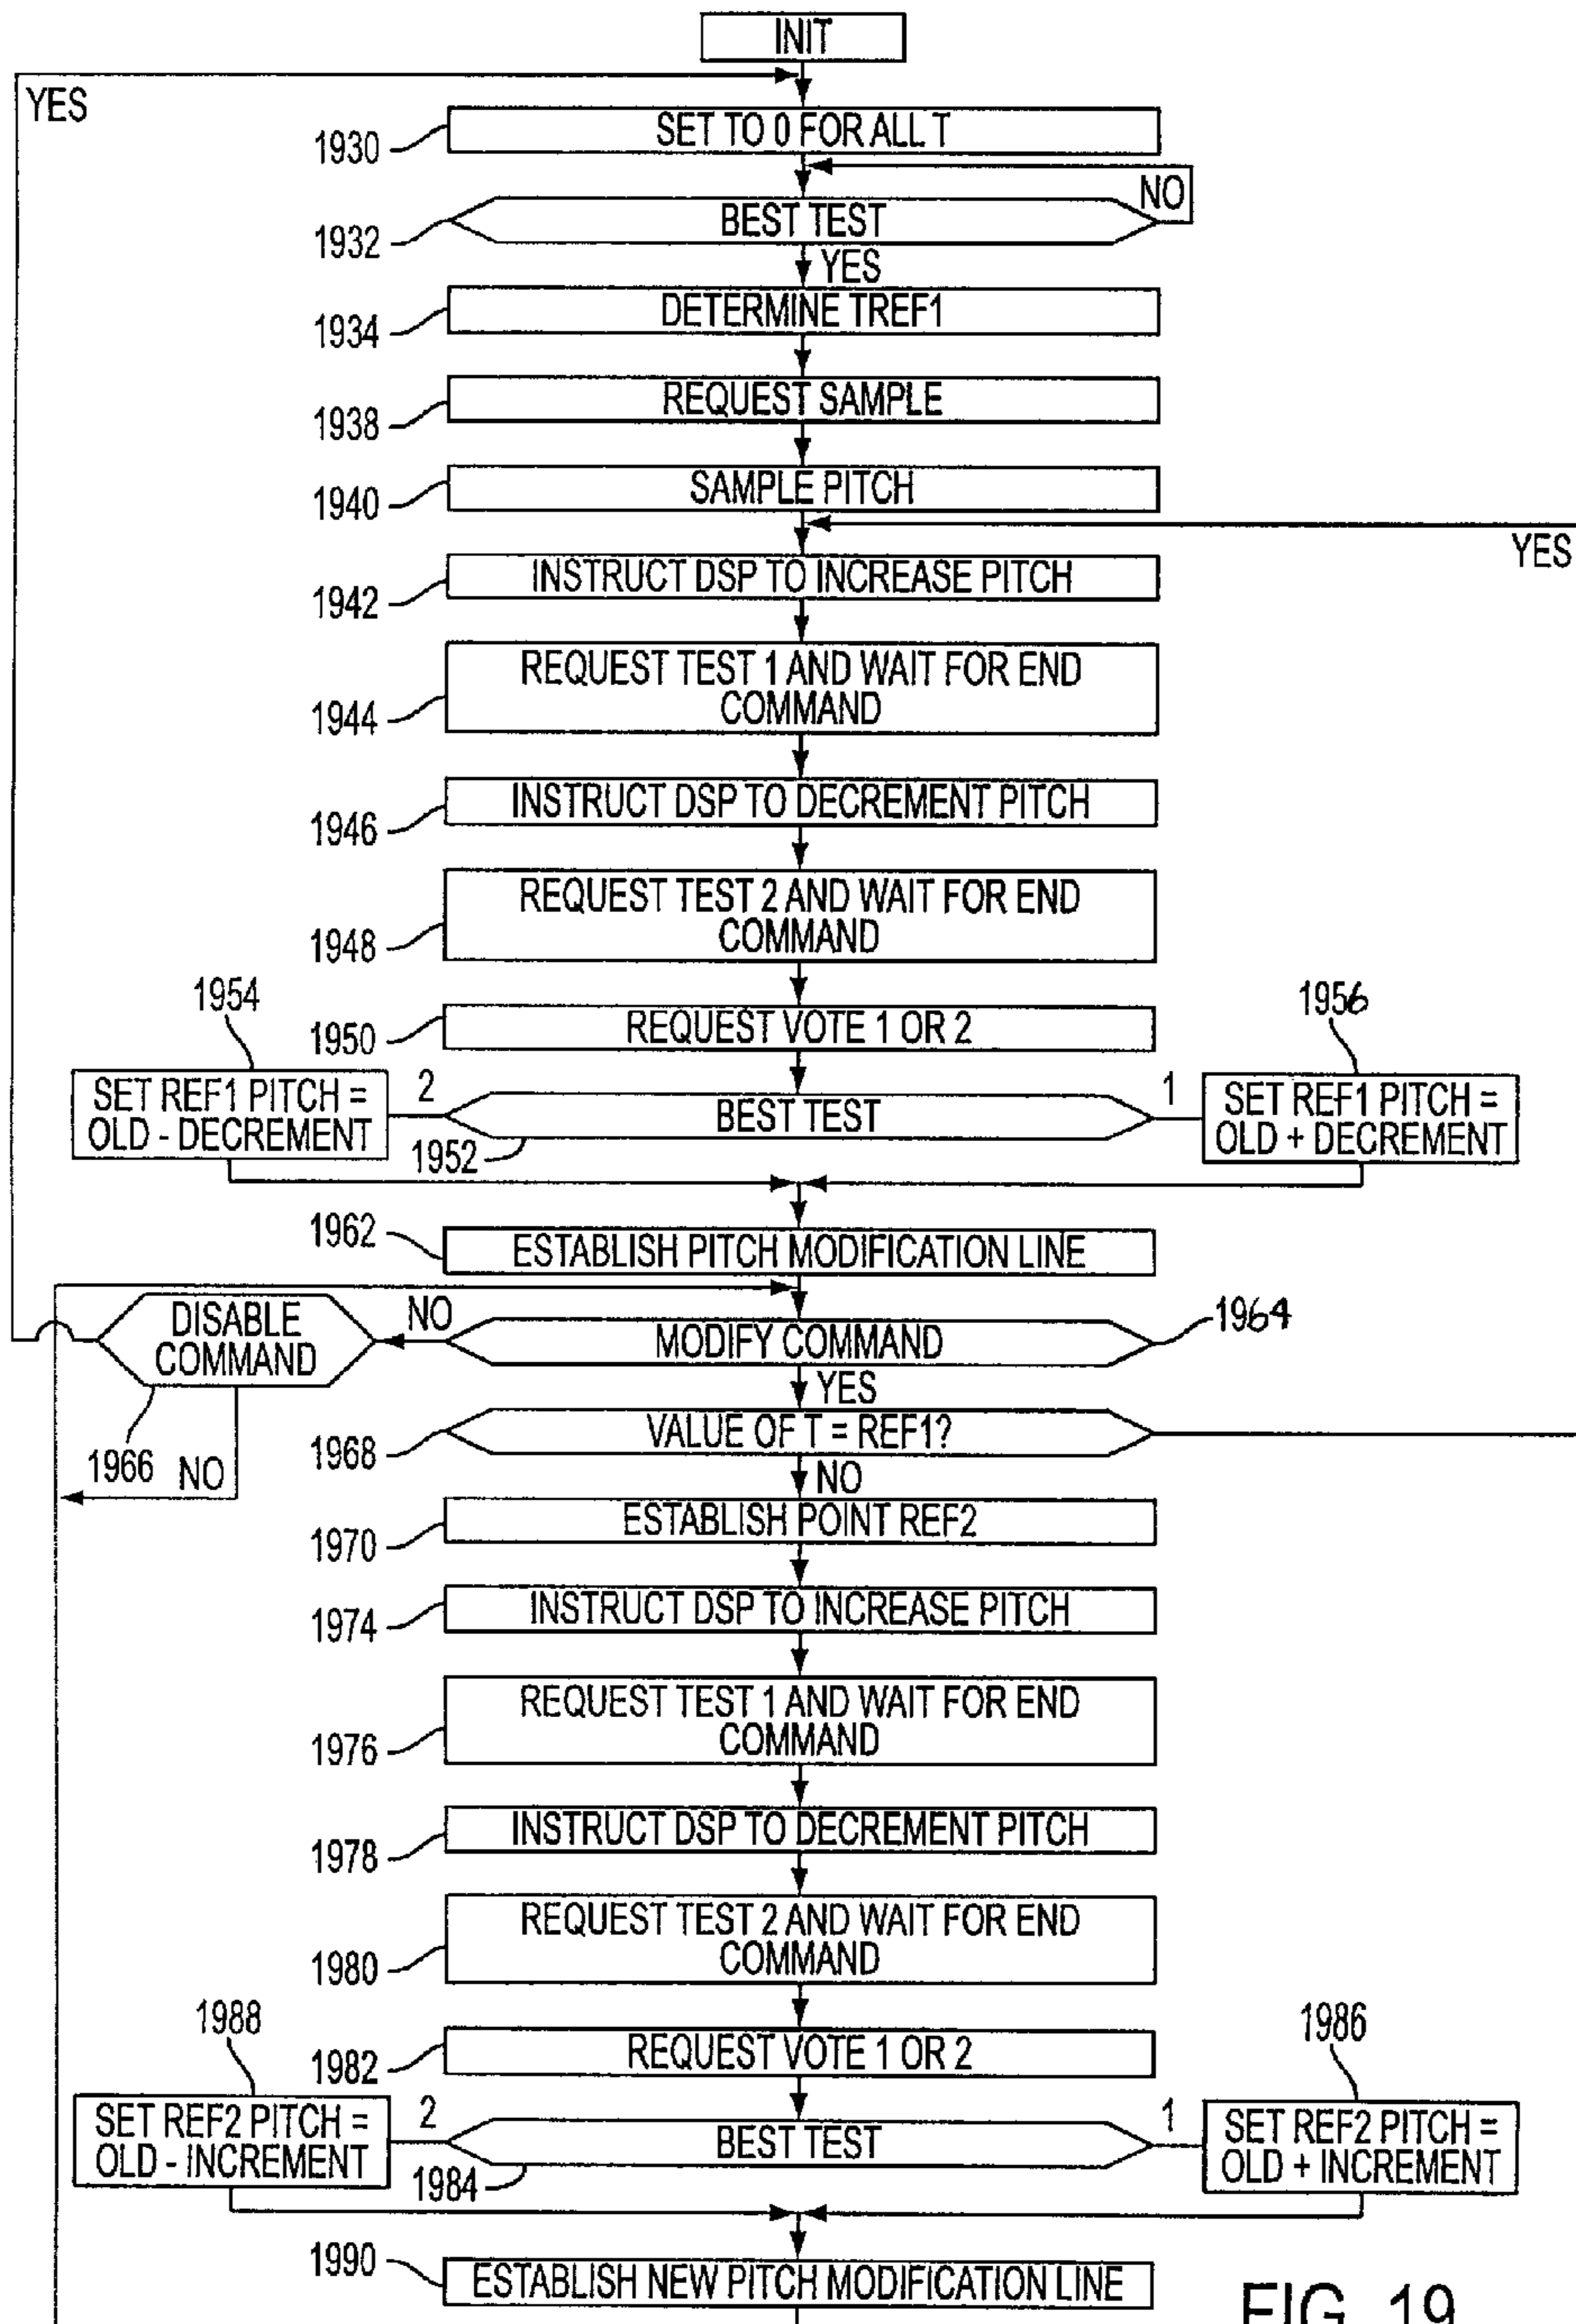 INIT
YES
1930
SET TO 0 FOR ALL T
NO
1932
BEST TEST
YES
1934
DETERMINE TREF1
1938
REQUEST SAMPLE
1940
SAMPLE PITCH
YES
1942
INSTRUCT DSP TO INCREASE PITCH
1944
REQUEST TEST 1 AND WAIT FOR END
COMMAND
1946
INSTRUCT DSP TO DECREMENT PITCH
1948
REQUEST TEST 2 AND WAIT FOR END
COMMAND
1954
1956
1950
REQUEST VOTE 1 OR 2
SET REF1 PITCH =
OLD - DECREMENT
2
BEST TEST
1952
1
SET REF1 PITCH =
OLD + DECREMENT
1962
ESTABLISH PITCH MODIFICATION LINE
DISABLE
COMMAND
1966
NO
NO
MODIFY COMMAND
1964
YES
1968
VALUE OF T = REF1?
NO
1970
ESTABLISH POINT REF2
1974
INSTRUCT DSP TO INCREASE PITCH
1976
REQUEST TEST 1 AND WAIT FOR END
COMMAND
1978
INSTRUCT DSP TO DECREMENT PITCH
1980
REQUEST TEST 2 AND WAIT FOR END
COMMAND
1988
1986
1982
REQUEST VOTE 1 OR 2
SET REF2 PITCH =
OLD - INCREMENT
2
BEST TEST
1984
1
SET REF2 PITCH =
OLD + INCREMENT
1990
ESTABLISH NEW PITCH MODIFICATION LINE
FIG. 19